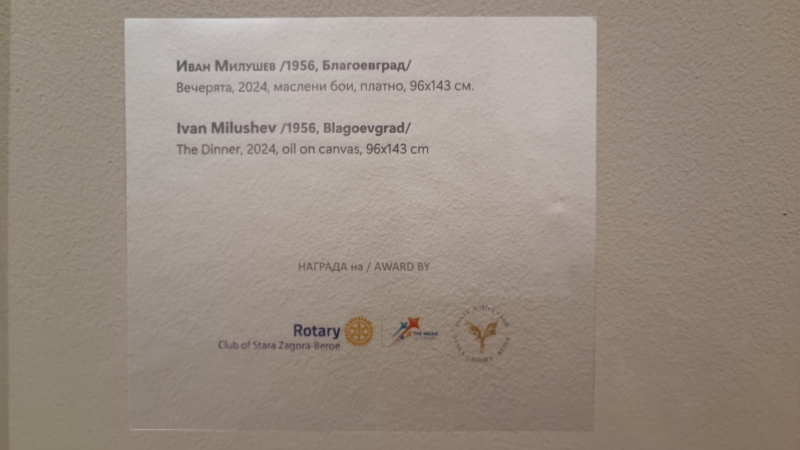 Иван Милушев /1956, Благоевград/
Вечерята, 2024, маслени бои, платно, 96x143 см.
Ivan Milushev /1956, Blagoevgrad/
The Dinner, 2024, oil on canvas, 96x143 cm
НАГРАДА на / AWARD BY
Rotary
Club of Stara Zagora-Beroe